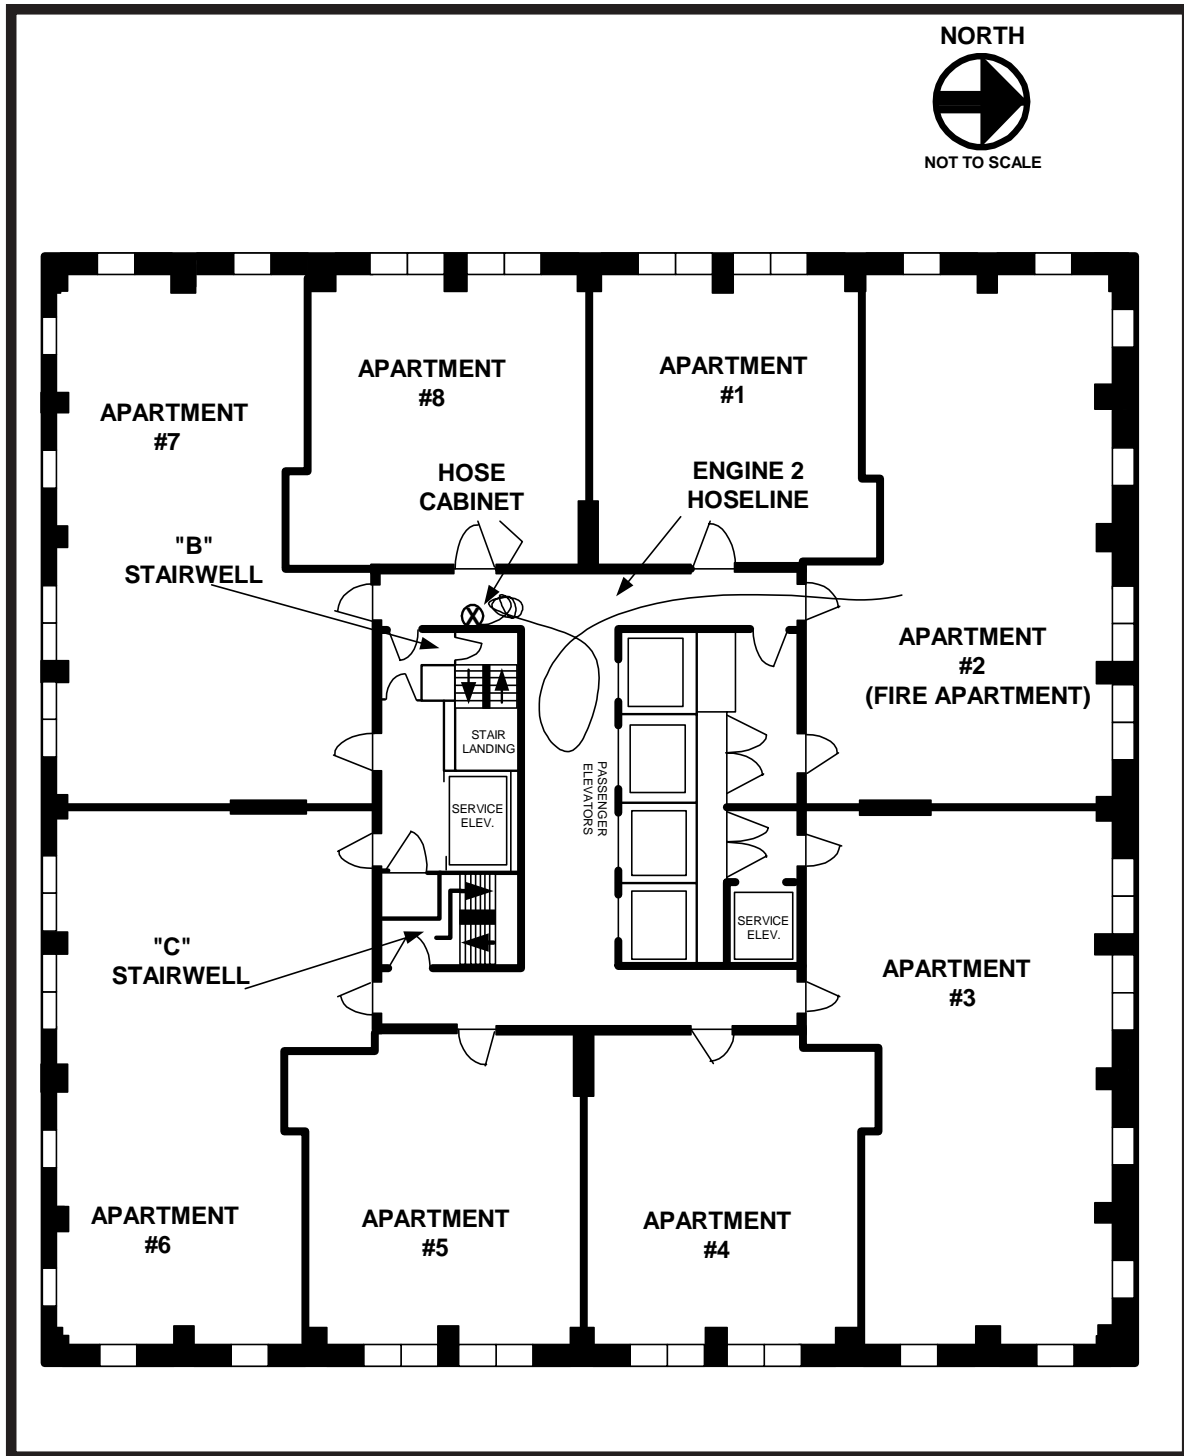 NORTH
NOT TO SCALE
APARTMENT
#8
APARTMENT
#1
APARTMENT
#7
HOSE
CABINET
ENGINE 2
HOSELINE
"B"
STAIRWELL
X
APARTMENT
#2
(FIRE APARTMENT)
STAIR
LANDING
PASSENGER
ELEVATORS
SERVICE
ELEV.
SERVICE
ELEV.
"C"
STAIRWELL
APARTMENT
#3
APARTMENT
#6
APARTMENT
#5
APARTMENT
#4